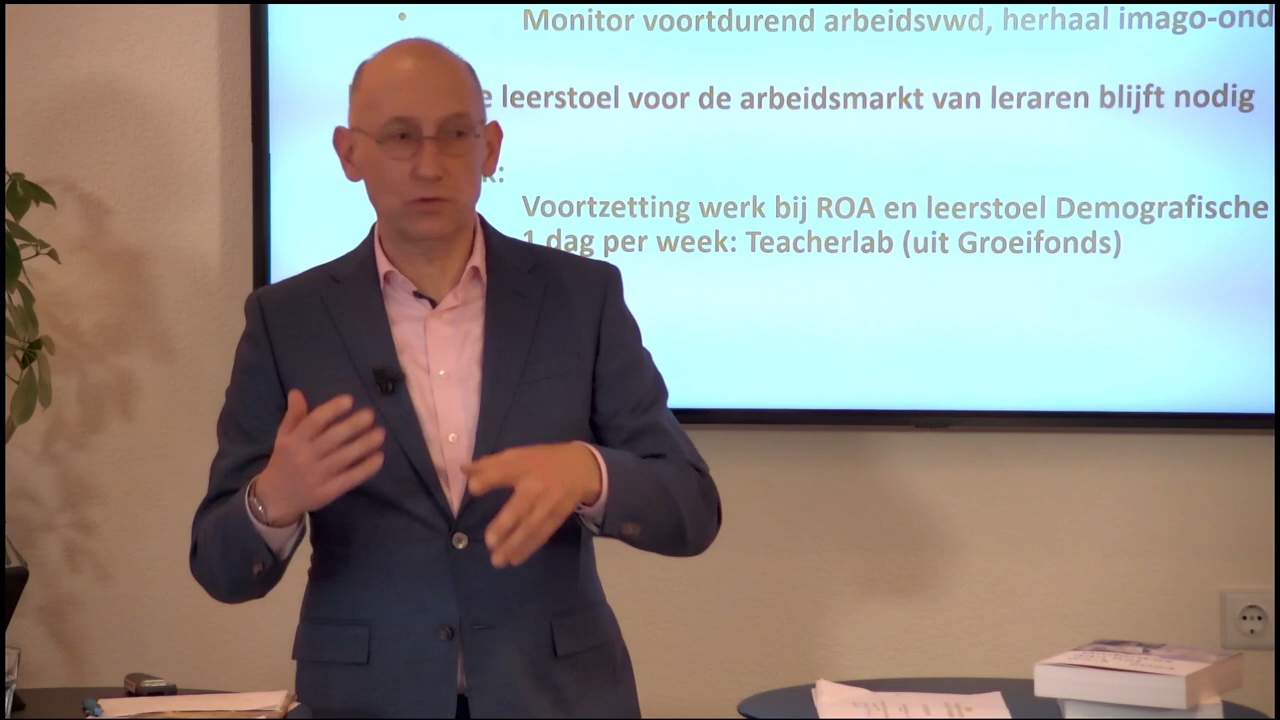 • Monitor voortdurend arbeidsvwd, herhaal imago-ond
e leerstoel voor de arbeidsmarkt van leraren blijft nodig
k:
Voortzetting werk bij ROA en leerstoel Demografische
1 dag per week: Teacherlab (uit Groeifonds)